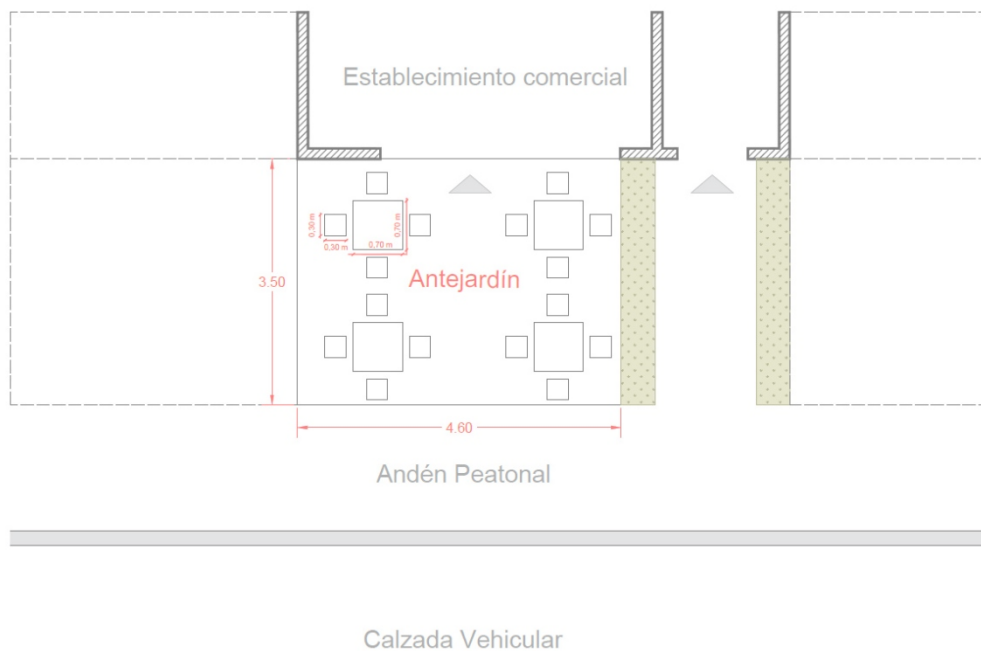 Establecimiento comercial
0,30 m
0,70 m
0,30 m
0,70 m
Antejardín
3.50
4.60
Andén Peatonal
Calzada Vehicular